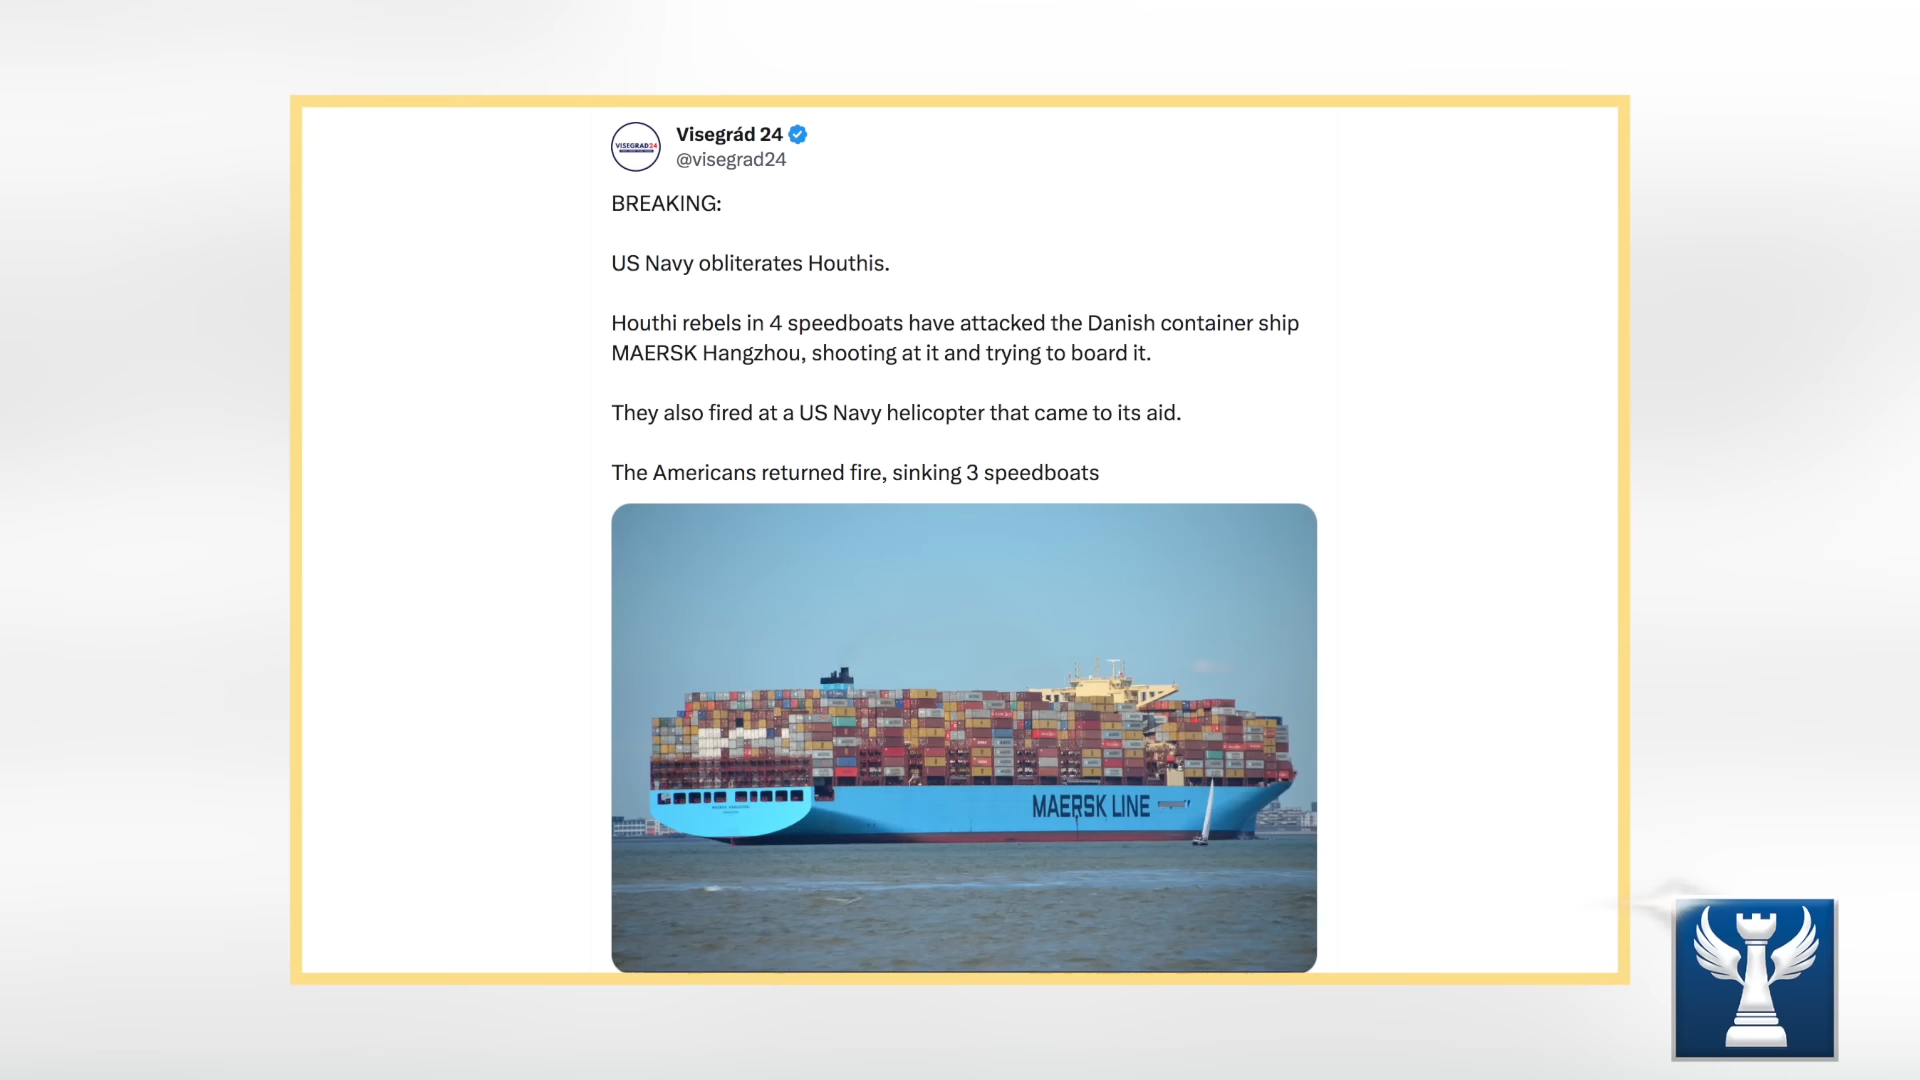 VISEGRAD24
Visegrád 24
@visegrad24
BREAKING:
US Navy obliterates Houthis.
Houthi rebels in 4 speedboats have attacked the Danish container ship
MAERSK Hangzhou, shooting at it and trying to board it.
They also fired at a US Navy helicopter that came to its aid.
The Americans returned fire, sinking 3 speedboats
MAERSK LINE